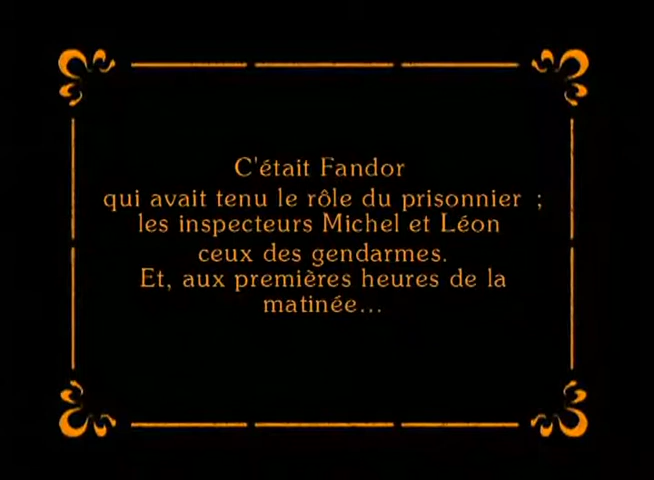 C'était Fandor
qui avait tenu le rôle du prisonnier ;
les inspecteurs Michel et Léon
ceux des gendarmes.
Et, aux premières heures de la
matinée...